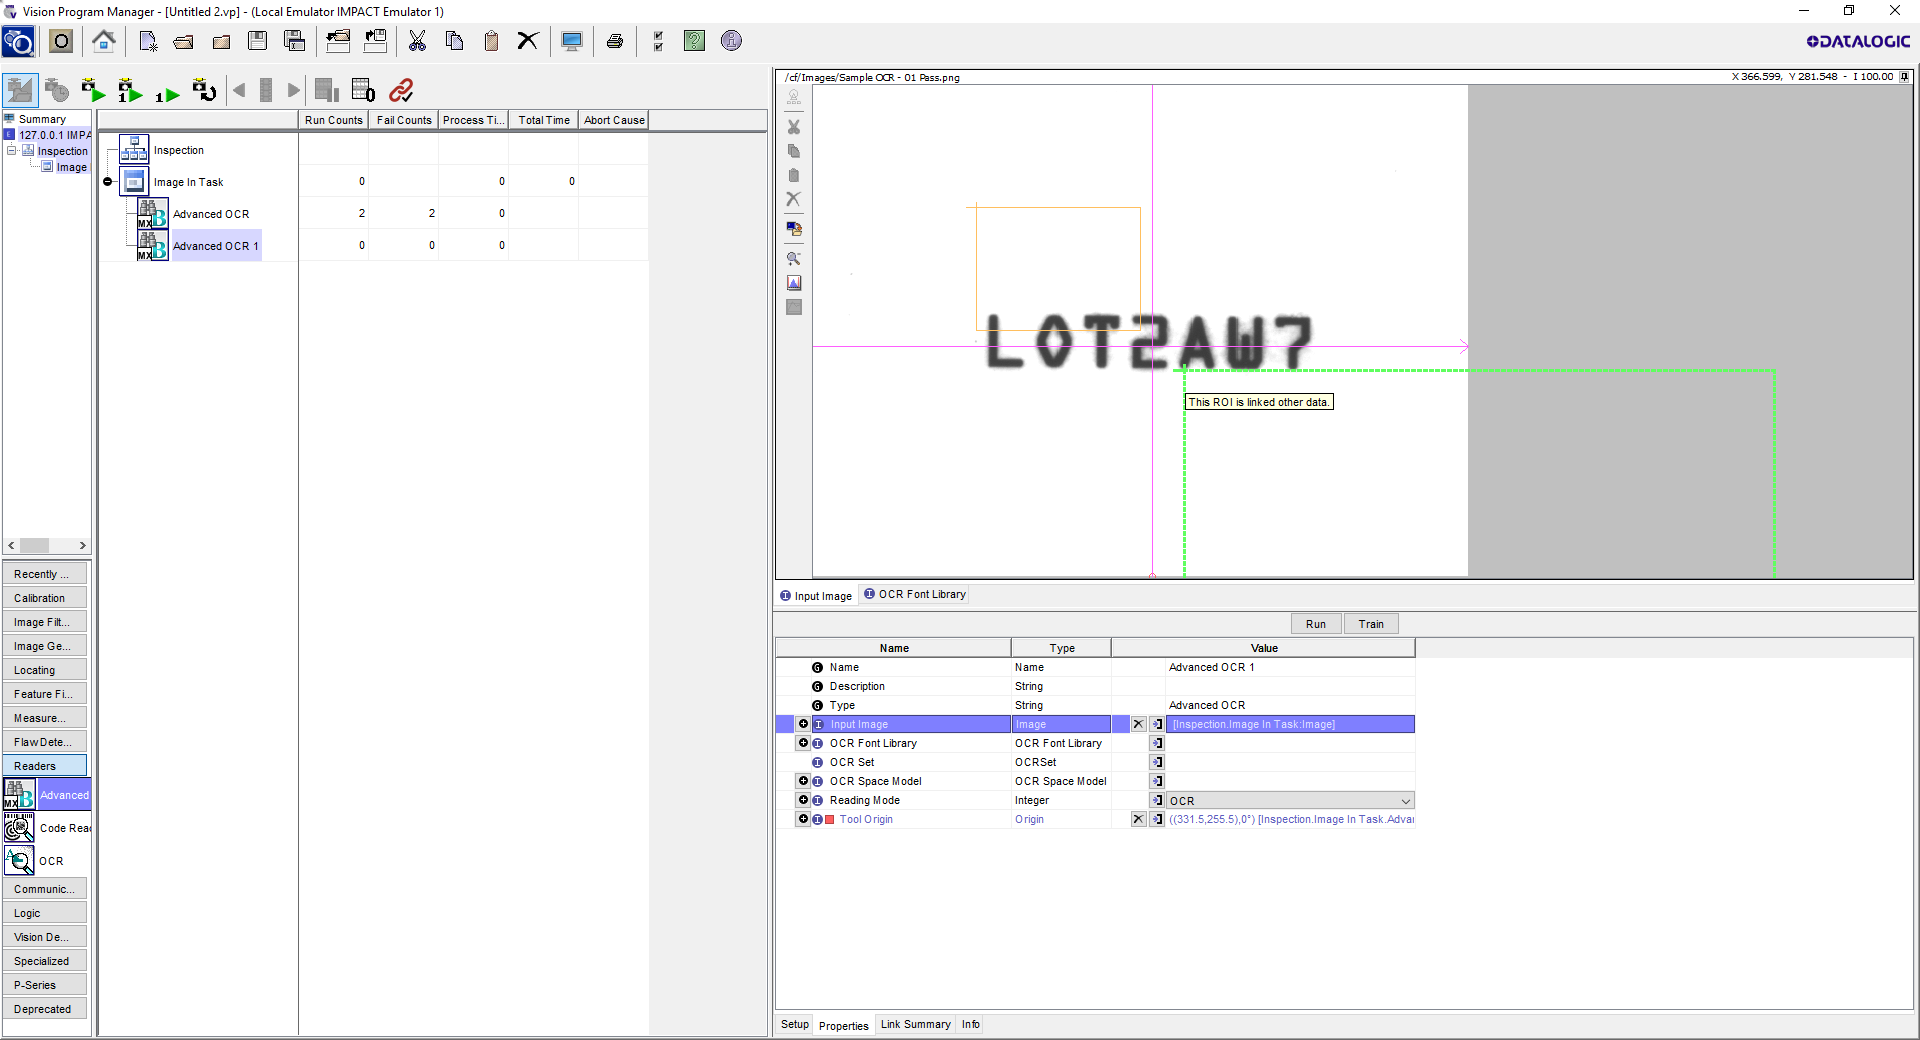 Vision Program Manager - [Untitled 2.vp] - (Local Emulator IMPACT Emulator 1)
DATALOGIC
Summary
127.0.0.1 IMPA
Inspection
Image
Run Counts Fail Counts Process Ti... Total Time Abort Cause
Inspection
Image In Task 0 0 0
MX B Advanced OCR 2 2 0
MX B Advanced OCR 1 0 0 0
Recently ...
Calibration
Image Filt...
Image Ge...
Locating
Feature Fi...
Measure...
Flaw Dete...
Readers
MX B Advanced
Code Read
OCR
Communic...
Logic
Vision De...
Specialized
P-Series
Deprecated
/cf/Images/Sample OCR - 01 Pass.png X 366.599, Y 281.548 - I 100.00
LOT2AW7
This ROI is linked other data.
Input Image OCR Font Library
Run Train
Name Type Value
Name Name Advanced OCR 1
Description String
Type String Advanced OCR
Input Image Image [Inspection.Image In Task:Image]
OCR Font Library OCR Font Library
OCR Set OCRSet
OCR Space Model OCR Space Model
Reading Mode Integer OCR
Tool Origin Origin ((331.5,255.5),0°) [Inspection.Image In Task.Advar
Setup Properties Link Summary Info